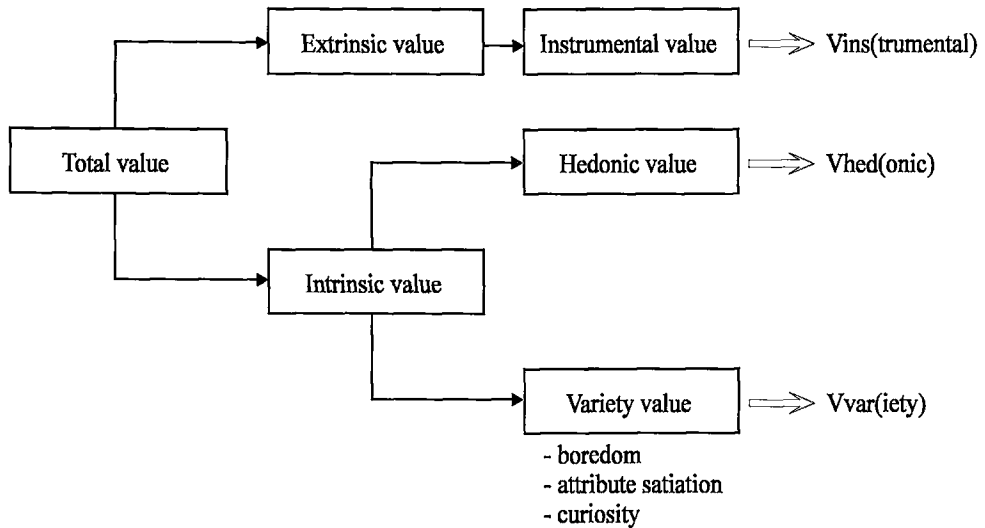 Extrinsic value
Instrumental value
Vins(trumental)
Total value
Hedonic value
Vhed(onic)
Intrinsic value
Variety value
Vvar(iety)
- boredom
- attribute satiation
- curiosity